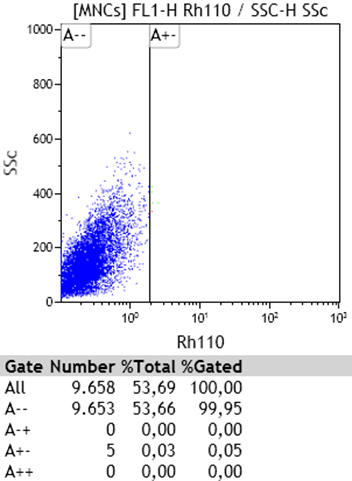 [MNCs] FL1-H Rh110 / SSC-H SSc
A-- A+-
1000
800
600
400
200
0
SSc
10⁰ 10¹ 10² 10³
Rh110
Gate Number %Total %Gated
All 9.658 53,69 100,00
A-- 9.653 53,66 99,95
A-+ 0 0,00 0,00
A+- 5 0,03 0,05
A++ 0 0,00 0,00